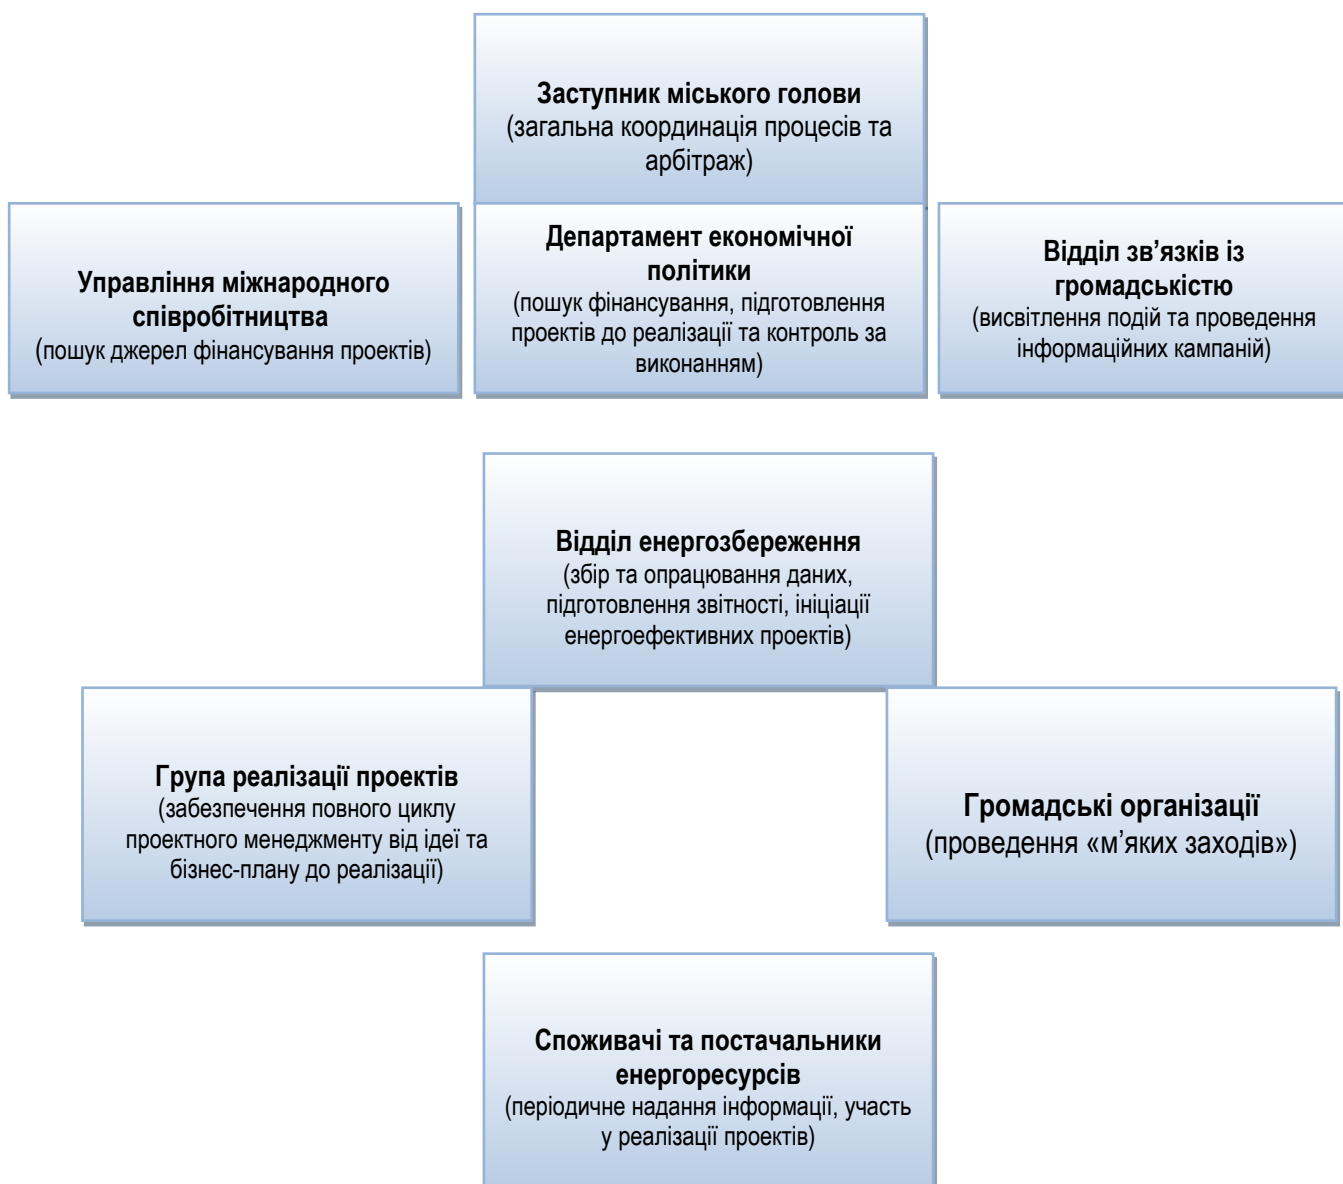 Заступник міського голови
(загальна координація процесів та
арбітраж)
Управління міжнародного
співробітництва
(пошук джерел фінансування проектів)
Департамент економічної
політики
(пошук фінансування, підготовлення
проектів до реалізації та контроль за
виконанням)
Відділ зв’язків із
громадськістю
(висвітлення подій та проведення
інформаційних кампаній)
Відділ енергозбереження
(збір та опрацювання даних,
підготовлення звітності, ініціації
енергоефективних проектів)
Група реалізації проектів
(забезпечення повного циклу
проектного менеджменту від ідеї та
бізнес-плану до реалізації)
Громадські організації
(проведення «м’яких заходів»)
Споживачі та постачальники
енергоресурсів
(періодичне надання інформації, участь
у реалізації проектів)